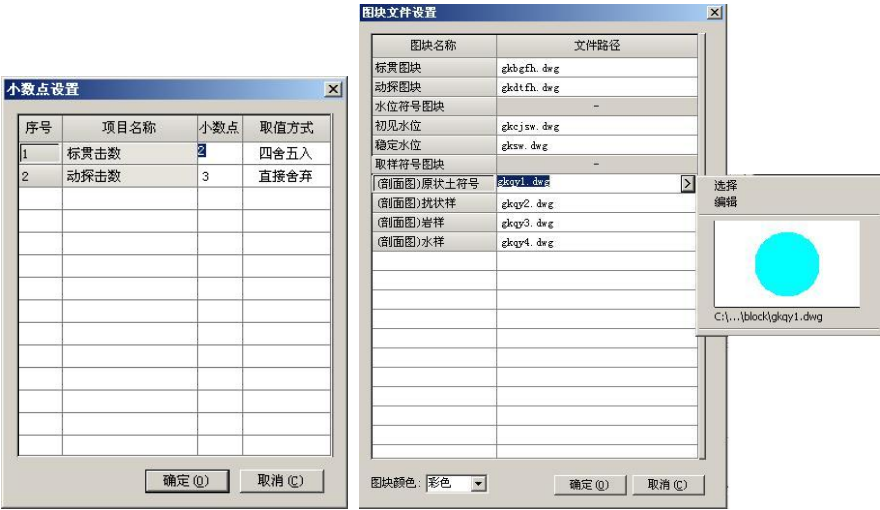 小数点设置
序号 项目名称 小数点 取值方式
1 标贯击数 2 四舍五入
2 动探击数 3 直接舍弃
确定(O) 取消(C)
图块文件设置
图块名称 文件路径
标贯图块 gkbgfh.dwg
动探图块 gkdtfh.dwg
水位符号图块 -
初见水位 gkcjsw.dwg
稳定水位 gksw.dwg
取样符号图块 -
(剖面图)原状土符号 gkqy1.dwg
(剖面图)扰状样 gkqy2.dwg
(剖面图)岩样 gkqy3.dwg
(剖面图)水样 gkqy4.dwg
图块颜色: 彩色 确定(O) 取消(C)
选择
编辑
C:\...\block\gkqy1.dwg